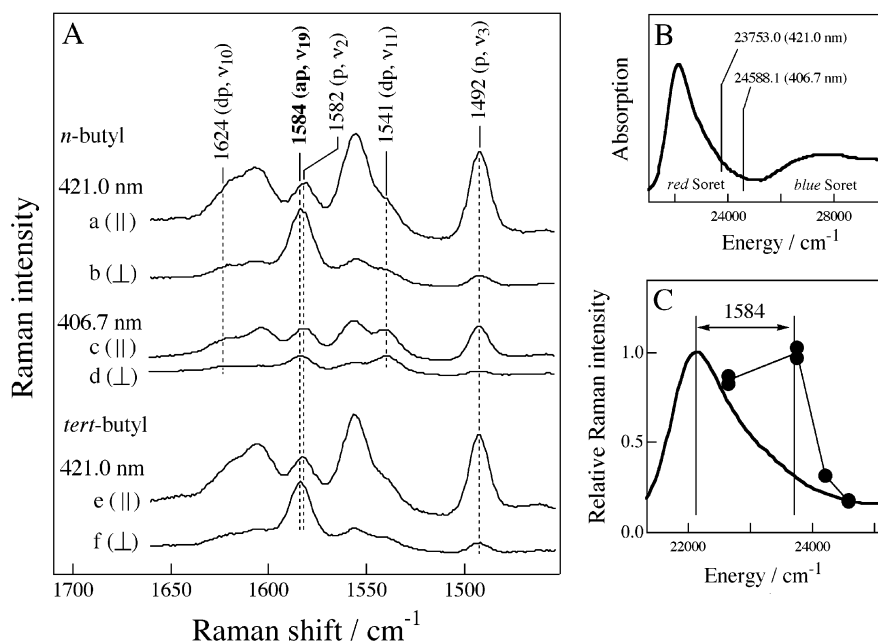 A
1624 (dp, ν10)
1584 (ap, ν19)
1582 (p, ν2)
1541 (dp, ν11)
1492 (p, ν3)
n-butyl
421.0 nm
a (||)
b (⊥)
406.7 nm
c (||)
d (⊥)
tert-butyl
421.0 nm
e (||)
f (⊥)
Raman intensity
1700 1650 1600 1550 1500
Raman shift / cm-1
B
23753.0 (421.0 nm)
24588.1 (406.7 nm)
Absorption
red Soret
blue Soret
24000 28000
Energy / cm-1
C
1584
Relative Raman intensity
1.0
0.5
0.0
22000 24000
Energy / cm-1